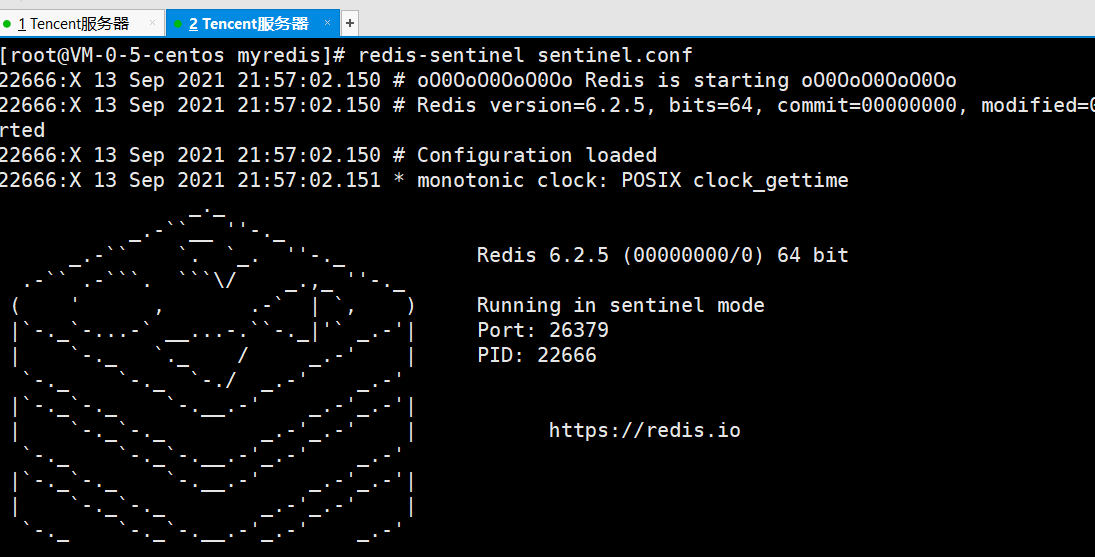 1 Tencent服务器 × 2 Tencent服务器 × +
[root@VM-0-5-centos myredis]# redis-sentinel sentinel.conf
22666:X 13 Sep 2021 21:57:02.150 # oO0OoO0OoO0Oo Redis is starting oO0OoO0OoO0Oo
22666:X 13 Sep 2021 21:57:02.150 # Redis version=6.2.5, bits=64, commit=00000000, modified=0
rted
22666:X 13 Sep 2021 21:57:02.150 # Configuration loaded
22666:X 13 Sep 2021 21:57:02.151 * monotonic clock: POSIX clock_gettime
Redis 6.2.5 (00000000/0) 64 bit
Running in sentinel mode
Port: 26379
PID: 22666
https://redis.io